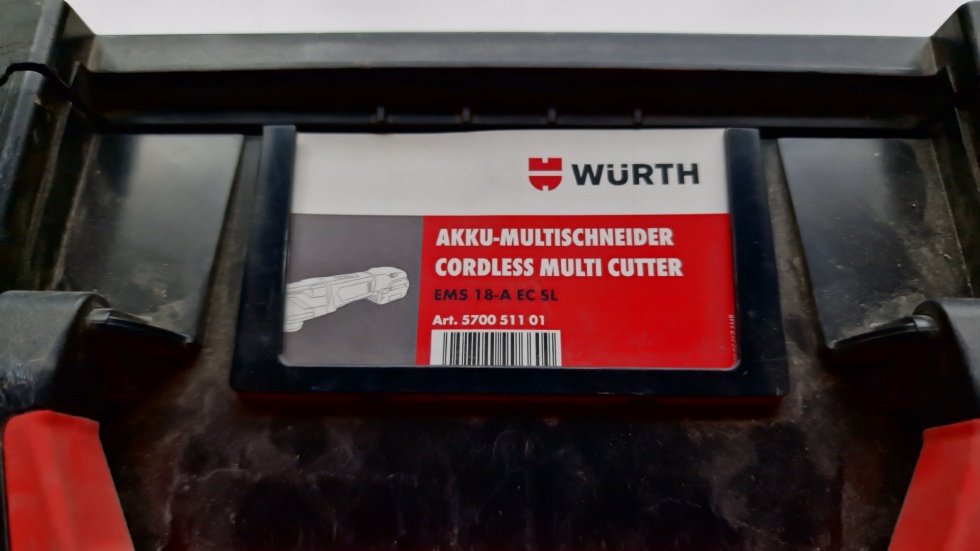 WÜRTH
AKKU-MULTISCHNEIDER
CORDLESS MULTI CUTTER
EMS 18-A EC SL
Art. 5700 511 01